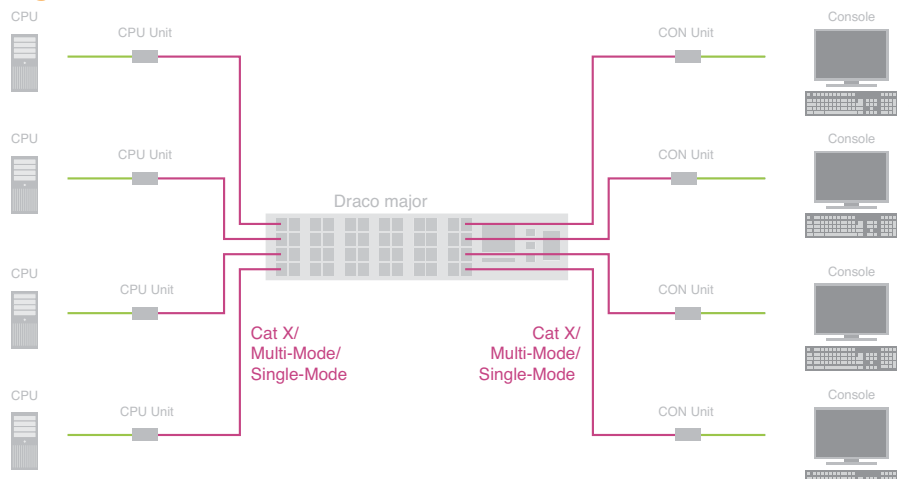 CPU
CPU Unit
CON Unit
Console
CPU
CPU Unit
CON Unit
Console
Draco major
CPU
CPU Unit
CON Unit
Console
Cat X/
Multi-Mode/
Single-Mode
Cat X/
Multi-Mode/
Single-Mode
CPU
CPU Unit
CON Unit
Console